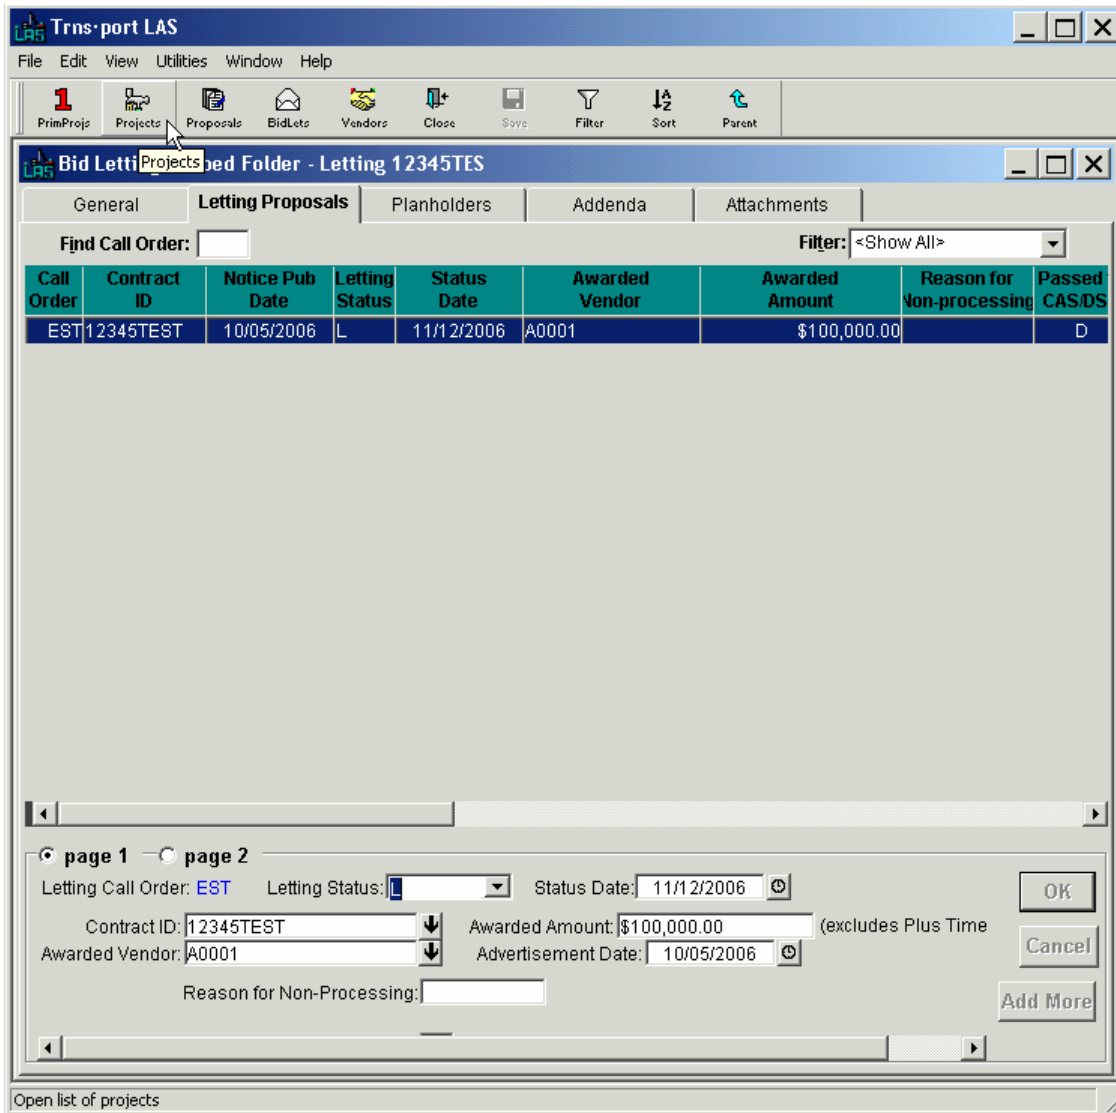 Trns·port LAS
File Edit View Utilities Window Help
1
PrimProjs Projects Proposals BidLets Vendors Close Save Filter Sort Parent
Projects
LAS Bid Letti ped Folder - Letting 12345TES
General Letting Proposals Planholders Addenda Attachments
Find Call Order: Filter: <Show All>
Call Order Contract ID Notice Pub Date Letting Status Status Date Awarded Vendor Awarded Amount Reason for Non-processing Passed CAS/DS
EST 12345TEST 10/05/2006 L 11/12/2006 A0001 $100,000.00 D
page 1 page 2
Letting Call Order: EST Letting Status: L Status Date: 11/12/2006 OK
Contract ID: 12345TEST Awarded Amount: $100,000.00 (excludes Plus Time
Awarded Vendor: A0001 Advertisement Date: 10/05/2006 Cancel
Reason for Non-Processing: Add More
Open list of projects